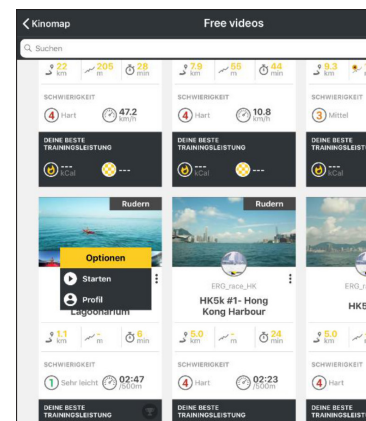 Kinomap
Free videos
Suchen
22 km 205 m 28 min
7.9 km 55 m 44 min
9.3 km
SCHWIERIGKEIT
4 Hart 47.2 km/h
SCHWIERIGKEIT
4 Hart 10.8 km/h
SCHWIERIGKEIT
3 Mittel
DEINE BESTE
TRAININGSLEISTUNG
--- kCal ---
DEINE BESTE
TRAININGSLEISTUNG
--- kCal ---
DEINE BESTE
TRAININGSLEIST
--- kCal
Rudern
Optionen
Starten
Profil
Lagoonarium
1.1 km - m 6 min
SCHWIERIGKEIT
1 Sehr leicht 02:47 /500m
DEINE BESTE
TRAININGSLEISTUNG
Rudern
ERG_race_HK
HK5k #1- Hong
Kong Harbour
5.0 km - m 24 min
SCHWIERIGKEIT
4 Hart 02:23 /500m
DEINE BESTE
TRAININGSLEISTUNG
ERG_r
HK5
5.0 km
SCHWIERIGKEIT
4 Hart
DEINE BESTE
TRAININGSLEIST